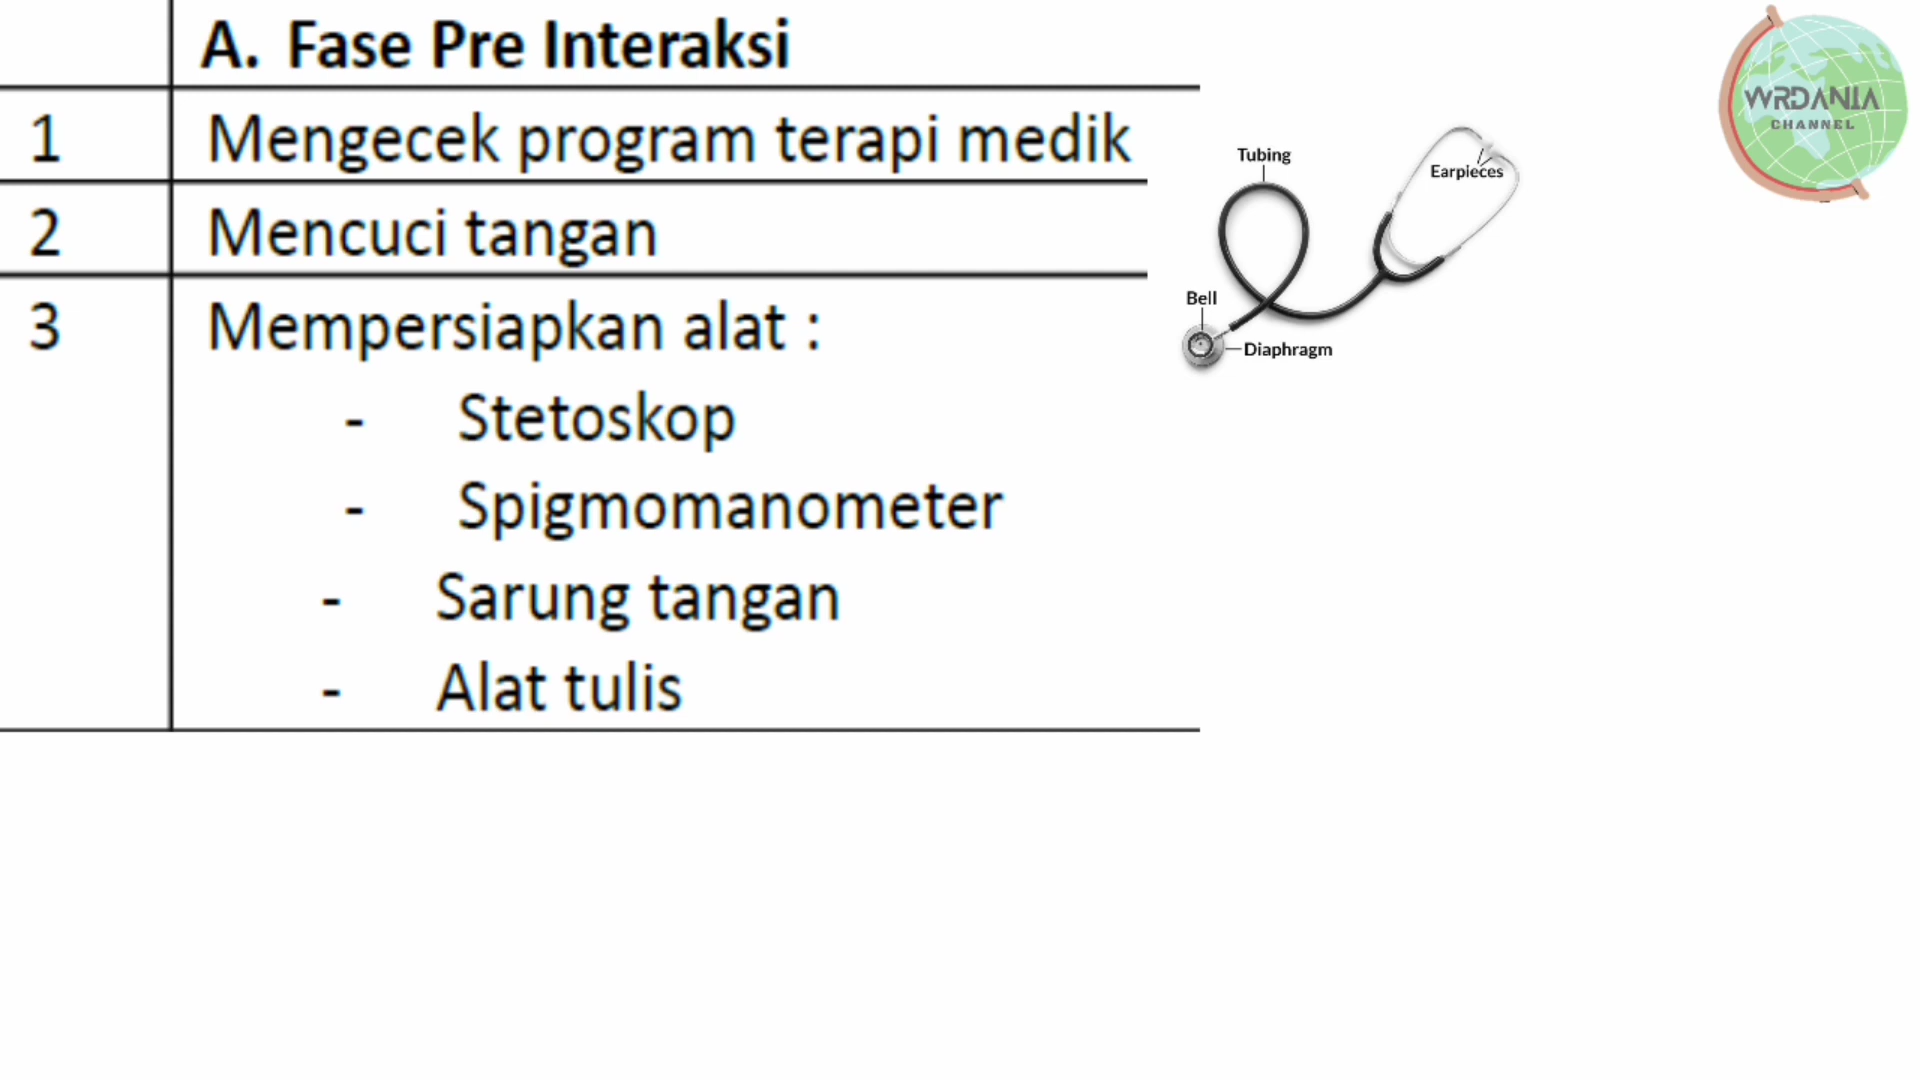 A. Fase Pre Interaksi
1 Mengecek program terapi medik
2 Mencuci tangan
3 Mempersiapkan alat :
- Stetoskop
- Spigmomanometer
- Sarung tangan
- Alat tulis
Tubing
Earpieces
Bell
Diaphragm
WRDANIA
CHANNEL